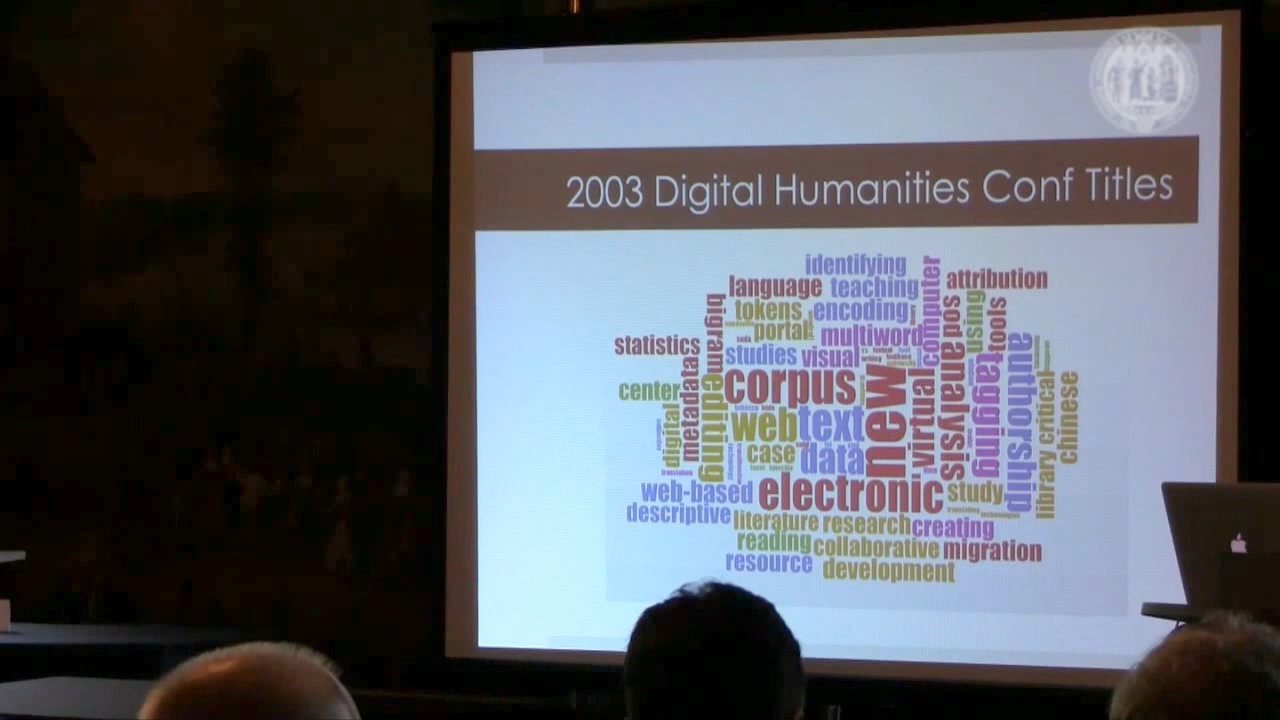 2003 Digital Humanities Conf Titles
identifying
computer
attribution
language
teaching
bigram
tokens
encoding
pos
using
tools
portal
multiword
statistics
studies
visual
analysis
tagging
authorship
metadata
editing
corpus
new
virtual
center
digital
web
text
critical
chinese
case
data
library
web-based
electronic
study
descriptive
literature
research
creating
reading
collaborative
migration
resource
development
translation